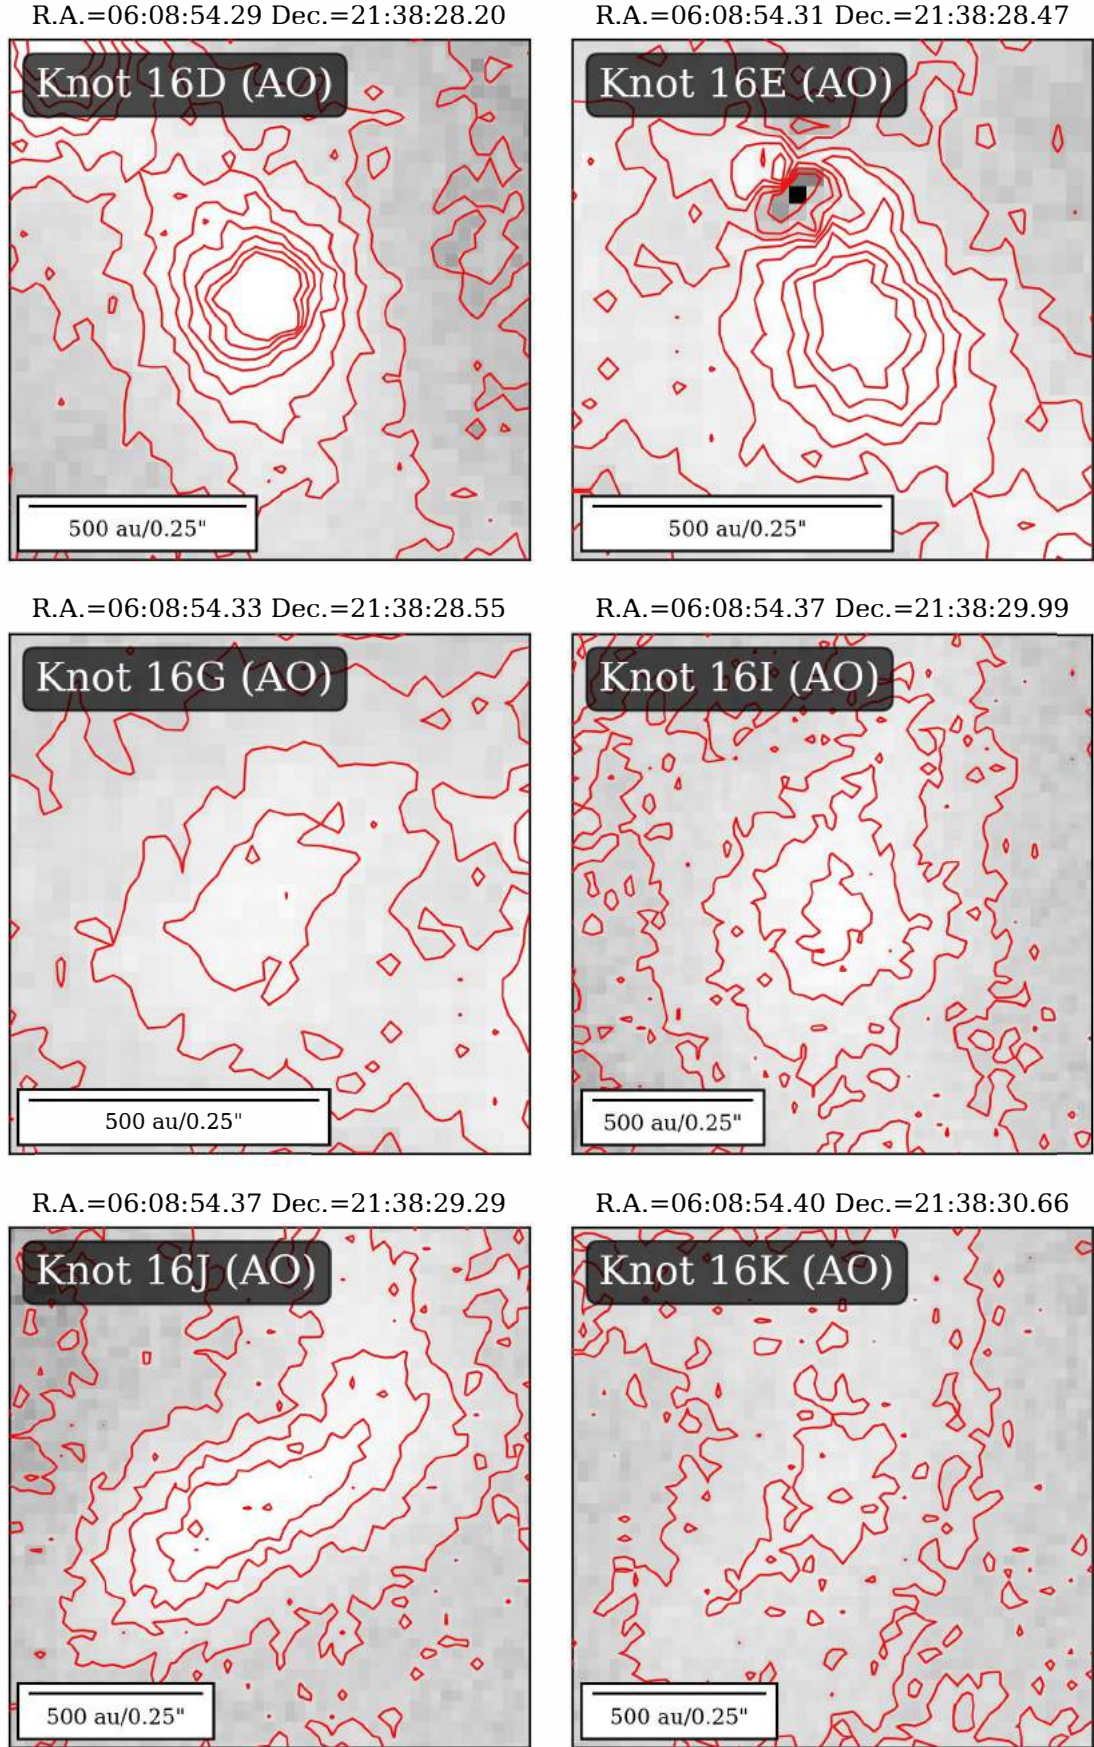 R.A.=06:08:54.29 Dec.=21:38:28.20
R.A.=06:08:54.31 Dec.=21:38:28.47
Knot 16D (AO)
Knot 16E (AO)
500 au/0.25"
500 au/0.25"
R.A.=06:08:54.33 Dec.=21:38:28.55
R.A.=06:08:54.37 Dec.=21:38:29.99
Knot 16G (AO)
Knot 16I (AO)
500 au/0.25"
500 au/0.25"
R.A.=06:08:54.37 Dec.=21:38:29.29
R.A.=06:08:54.40 Dec.=21:38:30.66
Knot 16J (AO)
Knot 16K (AO)
500 au/0.25"
500 au/0.25"